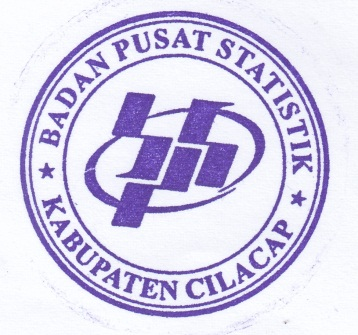 BADAN PUSAT STATISTIK
KABUPATEN CILACAP